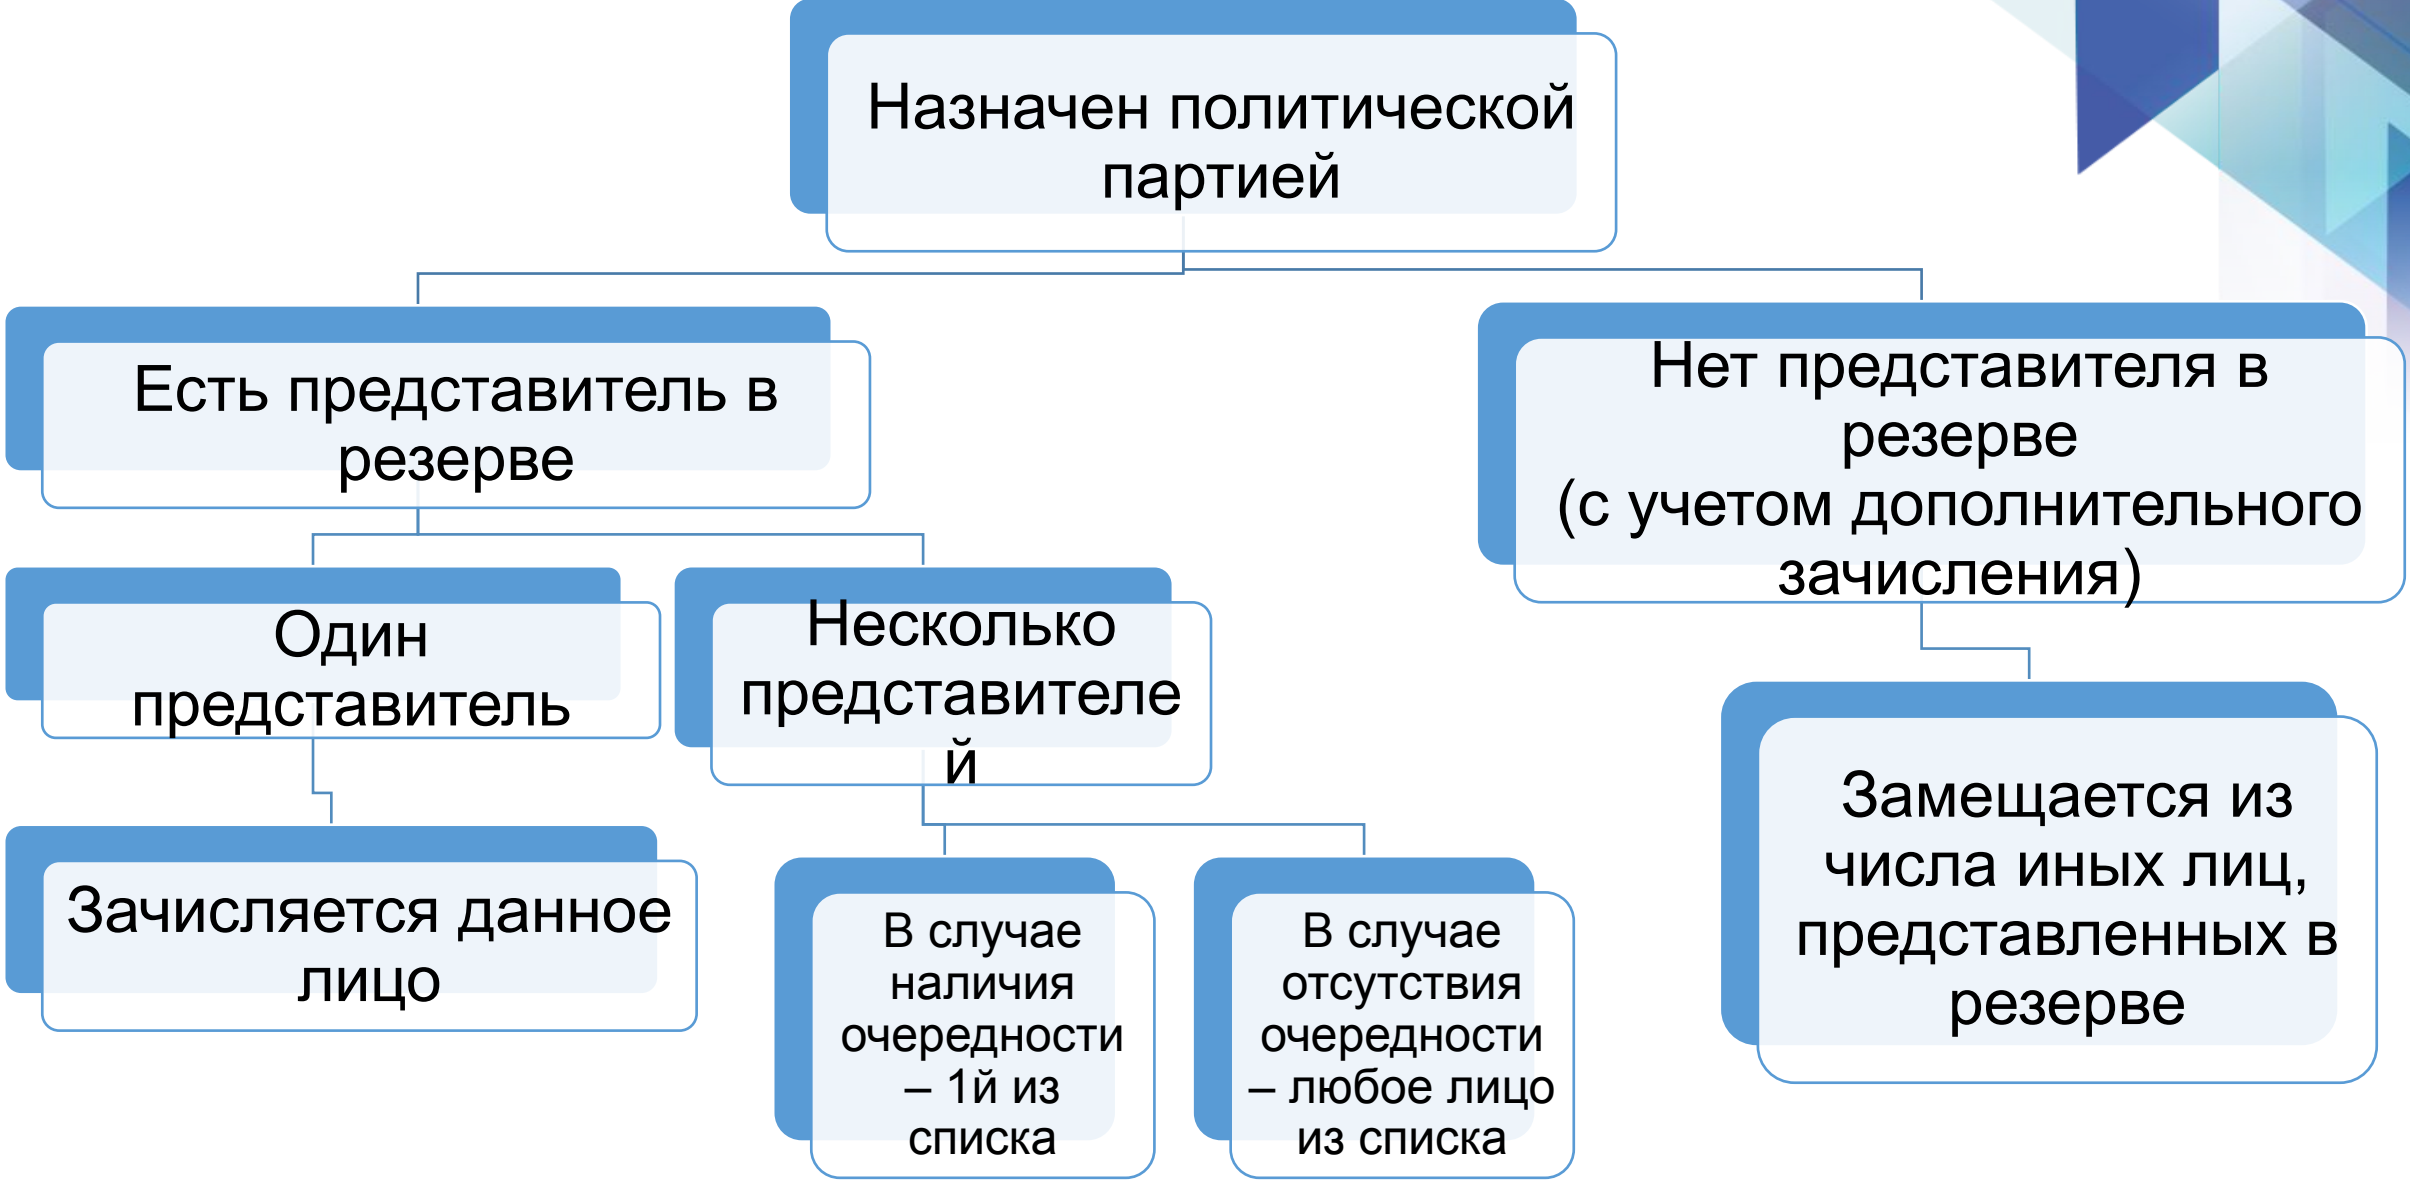 Назначен политической
партией
Есть представитель в
резерве
Нет представителя в
резерве
(с учетом дополнительного
зачисления)
Один
представитель
Несколько
представителе
й
Зачисляется данное
лицо
В случае
наличия
очередности
– 1й из
списка
В случае
отсутствия
очередности
– любое лицо
из списка
Замещается из
числа иных лиц,
представленных в
резерве